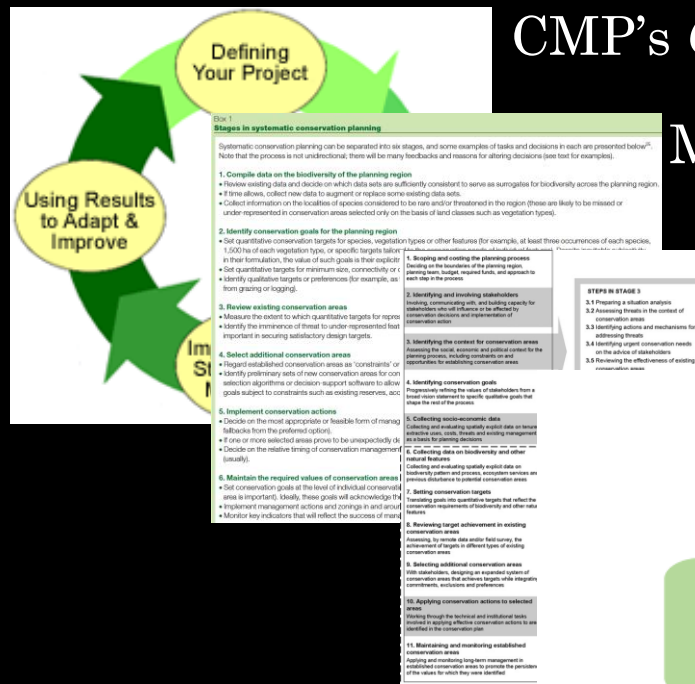 CMP's
M
Defining
Your Project
Using Results
to Adapt &
Improve
Im
St
M
Box 1
Stages in systematic conservation planning
Systematic conservation planning can be separated into six stages, and some examples of tasks and decisions in each are presented below
Note that the process is not unidirectional; there will be many feedbacks and reasons for altering decisions (see text for examples).
1. Compile data on the biodiversity of the planning region
• Review existing data and decide on which data sets are sufficiently consistent to serve as surrogates for biodiversity across the planning region.
• If time allows, collect new data to augment or replace some existing data sets.
• Collect information on the localities of species considered to be rare and/or threatened in the region (these are likely to be missed or
under-represented in conservation areas selected only on the basis of land classes such as vegetation types).
2. Identify conservation goals for the planning region
• Set quantitative conservation targets for species, vegetation types or other features (for example, at least three occurrences of each species,
1,500 ha of each vegetation type, or specific targets tailored
in their formulation, the value of such goals is their explicit
• Set quantitative targets for minimum size, connectivity or
• Identify qualitative targets or preferences (for example, as
from grazing or logging).
3. Review existing conservation areas
• Measure the extent to which quantitative targets for
• Identify the imminence of threat to under-represented
important in securing satisfactory design targets.
4. Select additional conservation areas
• Regard established conservation areas as 'constraints' or
• Identify preliminary sets of new conservation areas for
selection algorithms or decision-support software to allow
goals subject to constraints such as existing reserves,
5. Implement conservation actions
• Decide on the most appropriate or feasible form of
fallbacks from the preferred option).
• If one or more selected areas prove to be unexpectedly
• Decide on the relative timing of conservation management
(usually).
6. Maintain the required values of conservation areas
• Set conservation goals at the level of individual
area is important). Ideally, these goals will acknowledge
• Implement management actions and zonings in and
• Monitor key indicators that will reflect the success of
1. Scoping and costing the planning process
Deciding on the boundaries of the planning region,
planning team, budget, required funds, and approach to
each step in the process
2. Identifying and involving stakeholders
Involving, communicating with, and building capacity for
stakeholders who will influence or be affected by
conservation decisions and implementation of
conservation action
3. Identifying the context for conservation areas
Assessing the social, economic and political context for the
planning process, including constraints on and
opportunities for establishing conservation areas
4. Identifying conservation goals
Progressively refining the values of stakeholders from a
broad vision statement to specific qualitative goals that
shape the rest of the process
5. Collecting socio-economic data
Collecting and evaluating spatially explicit data on tenure
extractive uses, costs, threats and existing management
as a basis for planning decisions
6. Collecting data on biodiversity and other
natural features
Collecting and evaluating spatially explicit data on
biodiversity pattern and process, ecosystem services
previous disturbance to potential conservation areas
7. Setting conservation targets
Translating goals into quantitative targets that reflect the
conservation requirements of biodiversity and other
features
8. Reviewing target achievement in existing
conservation areas
Assessing, by remote data and/or field survey, the
achievement of targets in different types of existing
conservation areas
9. Selecting additional conservation areas
With stakeholders, designing an expanded system of
conservation areas that achieves targets while integrating
commitments, exclusions and preferences
10. Applying conservation actions to selected
areas
Working through the technical and institutional tasks
involved in applying effective conservation actions to
identified in the conservation plan
11. Maintaining and monitoring established
conservation areas
Applying and monitoring long-term management in
established conservation areas to promote the
of the values for which they were identified
STEPS IN STAGE 3
3.1 Preparing a situation analysis
3.2 Assessing threats in the context of
conservation areas
3.3 Identifying actions and mechanisms for
addressing threats
3.4 Identifying urgent conservation needs
on the advice of stakeholders
3.5 Reviewing the effectiveness of existing
conservation areas